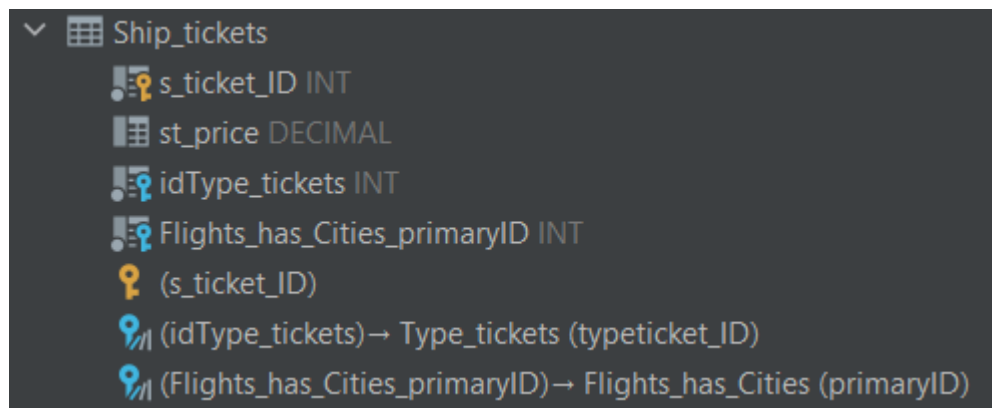 Ship_tickets
s_ticket_ID INT
st_price DECIMAL
idType_tickets INT
Flights_has_Cities_primaryID INT
(s_ticket_ID)
(idType_tickets)→ Type_tickets (typeticket_ID)
(Flights_has_Cities_primaryID)→ Flights_has_Cities (primaryID)